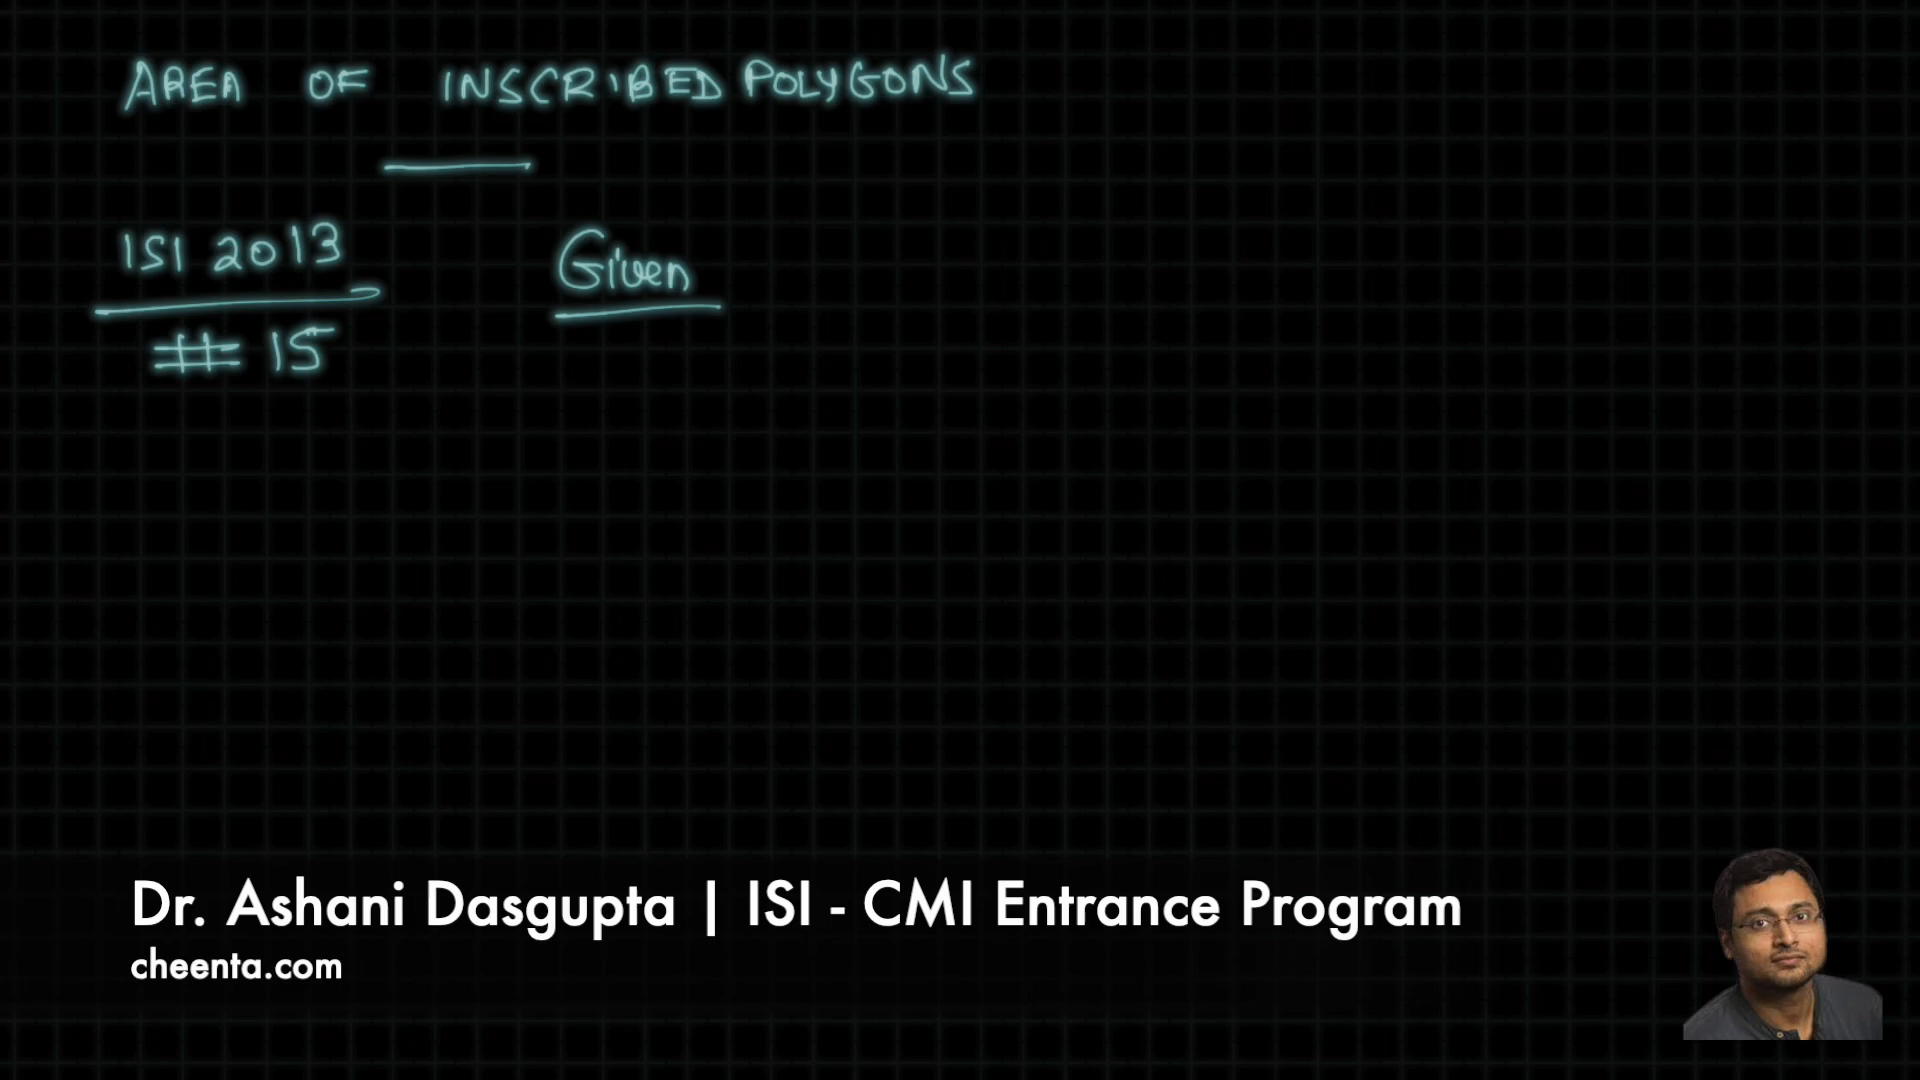 AREA OF INSCRIBED POLYGONS
ISI 2013
Given
# 15
Dr. Ashani Dasgupta | ISI - CMI Entrance Program
cheenta.com